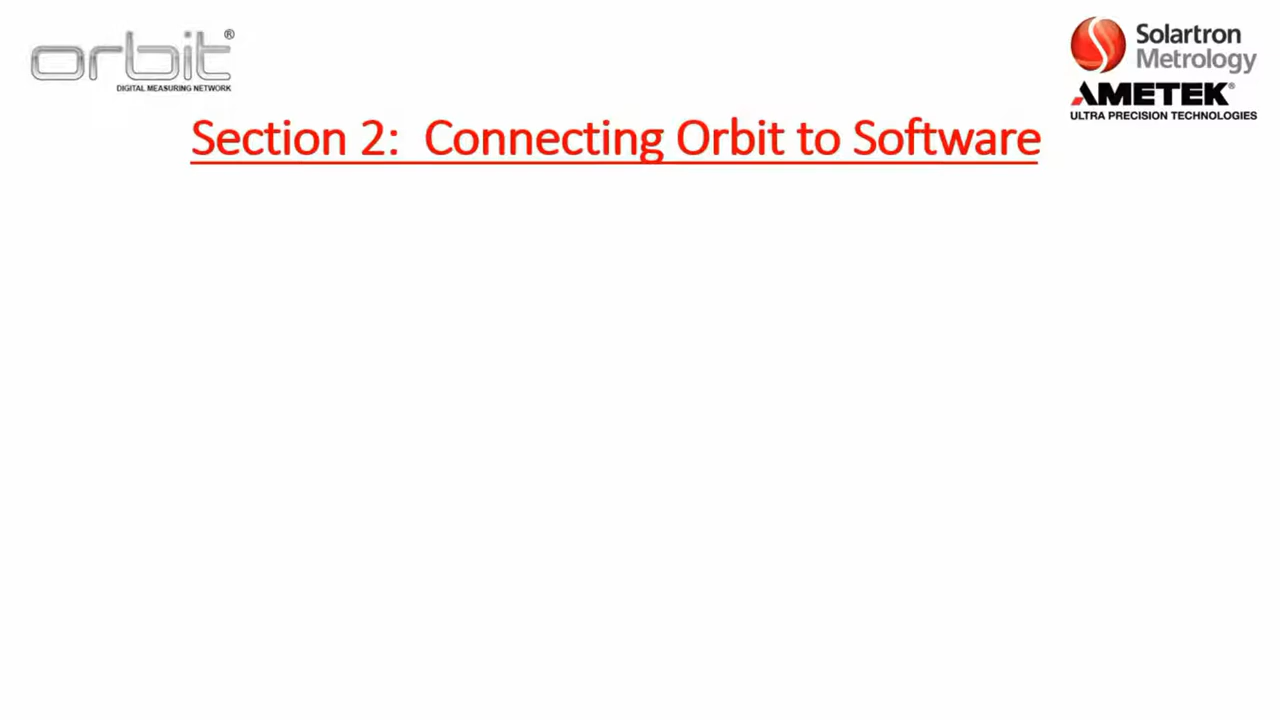 orbit®
DIGITAL MEASURING NETWORK
Solartron
Metrology
AMETEK®
ULTRA PRECISION TECHNOLOGIES
Section 2: Connecting Orbit to Software